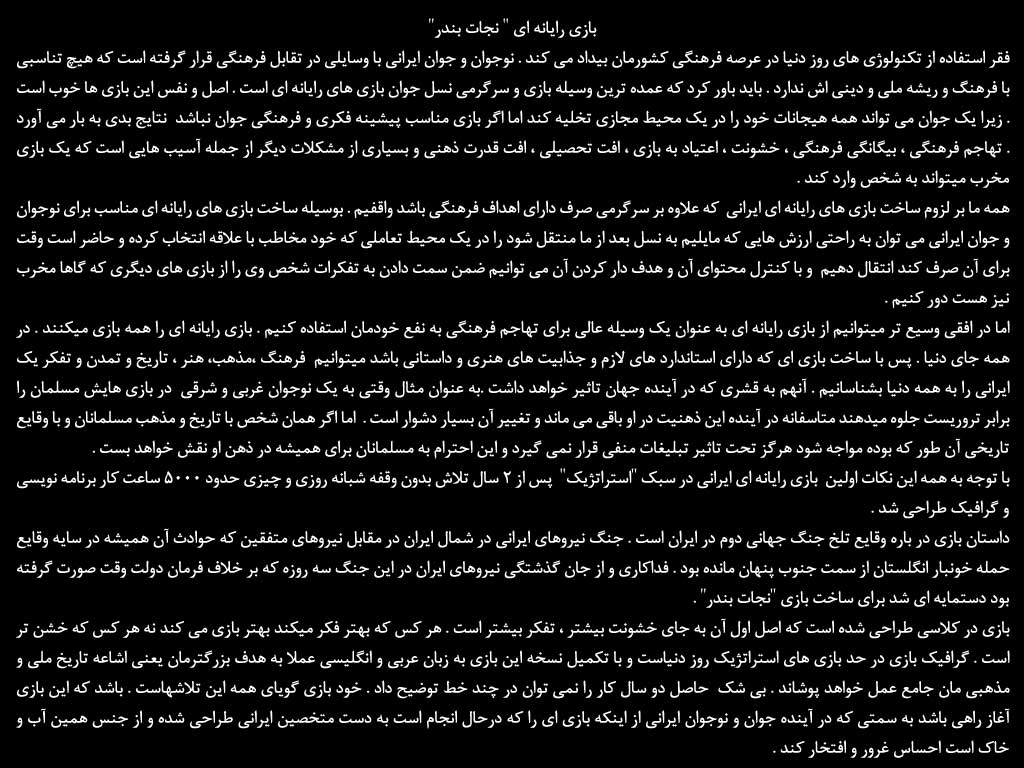 بازی رایانه ای " نجات بندر"
فقر استفاده از تکنولوژی های روز دنیا در عرصه فرهنگی کشورمان بیداد می کند . نوجوان و جوان ایرانی با وسایلی در تقابل فرهنگی قرار گرفته است که هیچ تناسبی
با فرهنگ و ریشه ملی و دینی اش ندارد . باید باور کرد که عمده ترین وسیله بازی و سرگرمی نسل جوان بازی های رایانه ای است . اصل و نفس این بازی ها خوب است
. زیرا یک جوان می تواند همه هیجانات خود را در یک محیط مجازی تخلیه کند اما اگر بازی مناسب پیشینه فکری و فرهنگی جوان نباشد نتایج بدی به بار می آورد
. تهاجم فرهنگی ، بیگانگی فرهنگی ، خشونت ، اعتیاد به بازی ، افت تحصیلی ، افت قدرت ذهنی و بسیاری از مشکلات دیگر از جمله آسیب هایی است که یک بازی
مخرب میتواند به شخص وارد کند .
همه ما بر لزوم ساخت بازی های رایانه ای ایرانی که علاوه بر سرگرمی صرف دارای اهداف فرهنگی باشد واقفیم . بوسیله ساخت بازی های رایانه ای مناسب برای نوجوان
و جوان ایرانی می توان به راحتی ارزش هایی که مایلیم به نسل بعد از ما منتقل شود را در یک محیط تعاملی که خود مخاطب با علاقه انتخاب کرده و حاضر است وقت
برای آن صرف کند انتقال دهیم و با کنترل محتوای آن و هدف دار کردن آن می توانیم ضمن سمت دادن به تفکرات شخص وی را از بازی های دیگری که گاها مخرب
نیز هست دور کنیم .
اما در افقی وسیع تر میتوانیم از بازی رایانه ای به عنوان یک وسیله عالی برای تهاجم فرهنگی به نفع خودمان استفاده کنیم . بازی رایانه ای را همه بازی میکنند . در
همه جای دنیا . پس با ساخت بازی ای که دارای استاندارد های لازم و جذابیت های هنری و داستانی باشد میتوانیم فرهنگ ،مذهب، هنر ، تاریخ و تمدن و تفکر یک
ایرانی را به همه دنیا بشناسانیم . آنهم به قشری که در آینده جهان تاثیر خواهد داشت .به عنوان مثال وقتی به یک نوجوان غربی و شرقی در بازی هایش مسلمان را
برابر تروریست جلوه میدهند متاسفانه در آینده این ذهنیت در او باقی می ماند و تغییر آن بسیار دشوار است . اما اگر همان شخص با تاریخ و مذهب مسلمانان و با وقایع
تاریخی آن طور که بوده مواجه شود هرگز تحت تاثیر تبلیغات منفی قرار نمی گیرد و این احترام به مسلمانان برای همیشه در ذهن او نقش خواهد بست .
با توجه به همه این نکات اولین بازی رایانه ای ایرانی در سبک "استراتژیک" پس از ۲ سال تلاش بدون وقفه شبانه روزی و چیزی حدود ۵۰۰۰ ساعت کار برنامه نویسی
و گرافیک طراحی شد .
داستان بازی در باره وقایع تلخ جنگ جهانی دوم در ایران است . جنگ نیروهای ایرانی در شمال ایران در مقابل نیروهای متفقین که حوادث آن همیشه در سایه وقایع
حمله خونبار انگلستان از سمت جنوب پنهان مانده بود . فداکاری و از جان گذشتگی نیروهای ایران در این جنگ سه روزه که بر خلاف فرمان دولت وقت صورت گرفته
بود دستمایه ای شد برای ساخت بازی "نجات بندر" .
بازی در کلاسی طراحی شده است که اصل اول آن به جای خشونت بیشتر ، تفکر بیشتر است . هر کس که بهتر فکر میکند بهتر بازی می کند نه هر کس که خشن تر
است . گرافیک بازی در حد بازی های استراتژیک روز دنیاست و با تکمیل نسخه این بازی به زبان عربی و انگلیسی عملا به هدف بزرگترمان یعنی اشاعه تاریخ ملی و
مذهبی مان جامع عمل خواهد پوشاند . بی شک حاصل دو سال کار را نمی توان در چند خط توضیح داد . خود بازی گویای همه این تلاشهاست . باشد که این بازی
آغاز راهی باشد به سمتی که در آینده جوان و نوجوان ایرانی از اینکه بازی ای را که درحال انجام است به دست متخصین ایرانی طراحی شده و از جنس همین آب و
خاک است احساس غرور و افتخار کند .